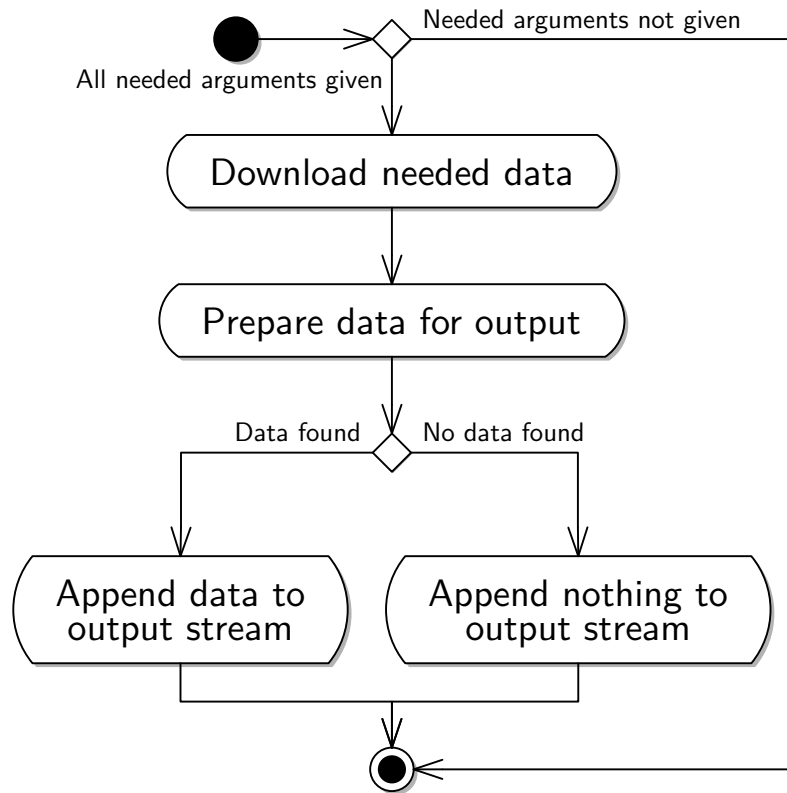 Needed arguments not given
All needed arguments given
Download needed data
Prepare data for output
Data found
No data found
Append data to
output stream
Append nothing to
output stream